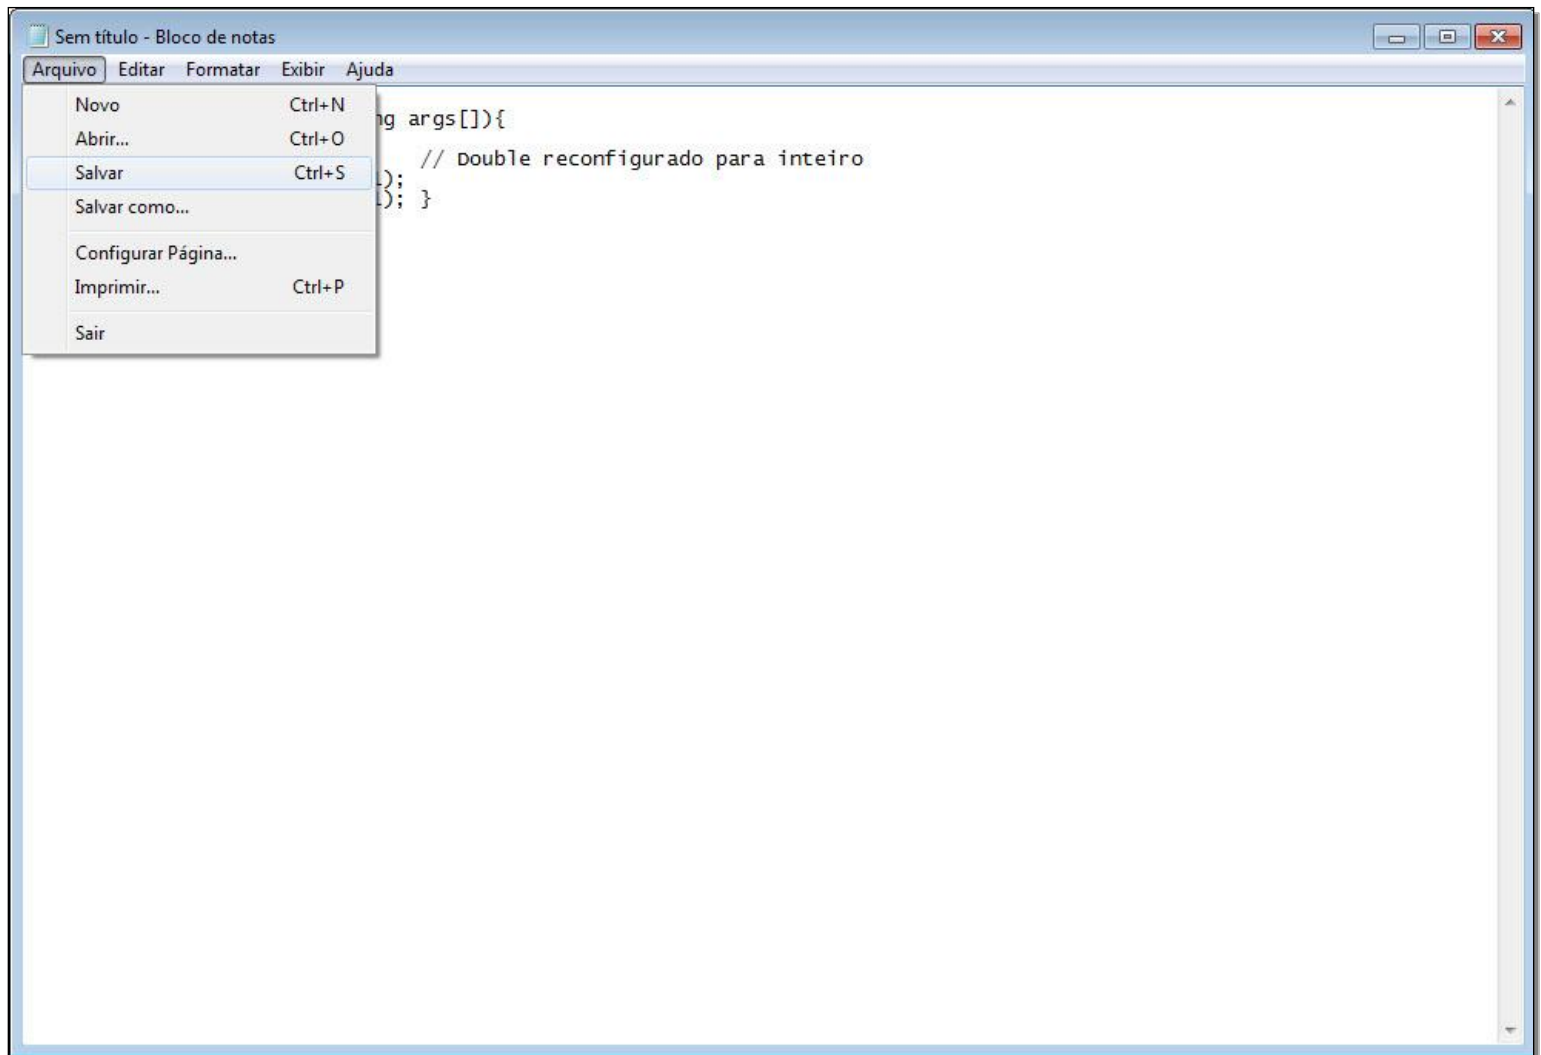 Sem título - Bloco de notas
Arquivo Editar Formatar Exibir Ajuda
Novo Ctrl+N
Abrir... Ctrl+O
Salvar Ctrl+S
Salvar como...
Configurar Página...
Imprimir... Ctrl+P
Sair
args[]){
// Double reconfigurado para inteiro
);
); }